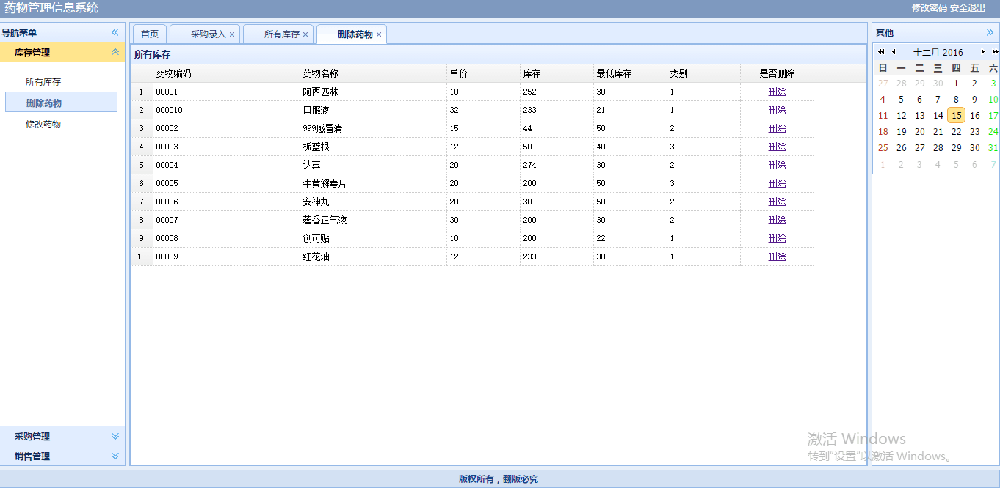 药物管理信息系统 修改密码 安全退出
导航菜单
库存管理
所有库存
删除药物
修改药物
采购管理
销售管理
首页 采购录入 所有库存 删除药物
所有库存
药物编码 药物名称 单价 库存 最低库存 类别 是否删除
1 00001 阿西匹林 10 252 30 1 删除
2 000010 口服液 32 233 21 1 删除
3 00002 999感冒清 15 44 50 2 删除
4 00003 板蓝根 12 50 40 3 删除
5 00004 达喜 20 274 30 2 删除
6 00005 牛黄解毒片 20 200 50 3 删除
7 00006 安神丸 20 30 50 2 删除
8 00007 藿香正气液 30 200 30 2 删除
9 00008 创可贴 10 200 22 1 删除
10 00009 红花油 12 233 30 1 删除
其他
十二月 2016
日 一 二 三 四 五 六
27 28 29 30 1 2 3
4 5 6 7 8 9 10
11 12 13 14 15 16 17
18 19 20 21 22 23 24
25 26 27 28 29 30 31
1 2 3 4 5 6 7
激活 Windows
转到“设置”以激活 Windows。
版权所有，翻版必究